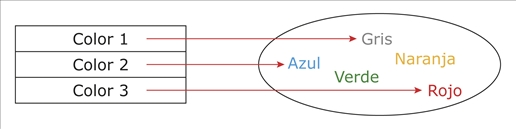 Color 1
Color 2
Color 3
Gris
Naranja
Azul
Verde
Rojo